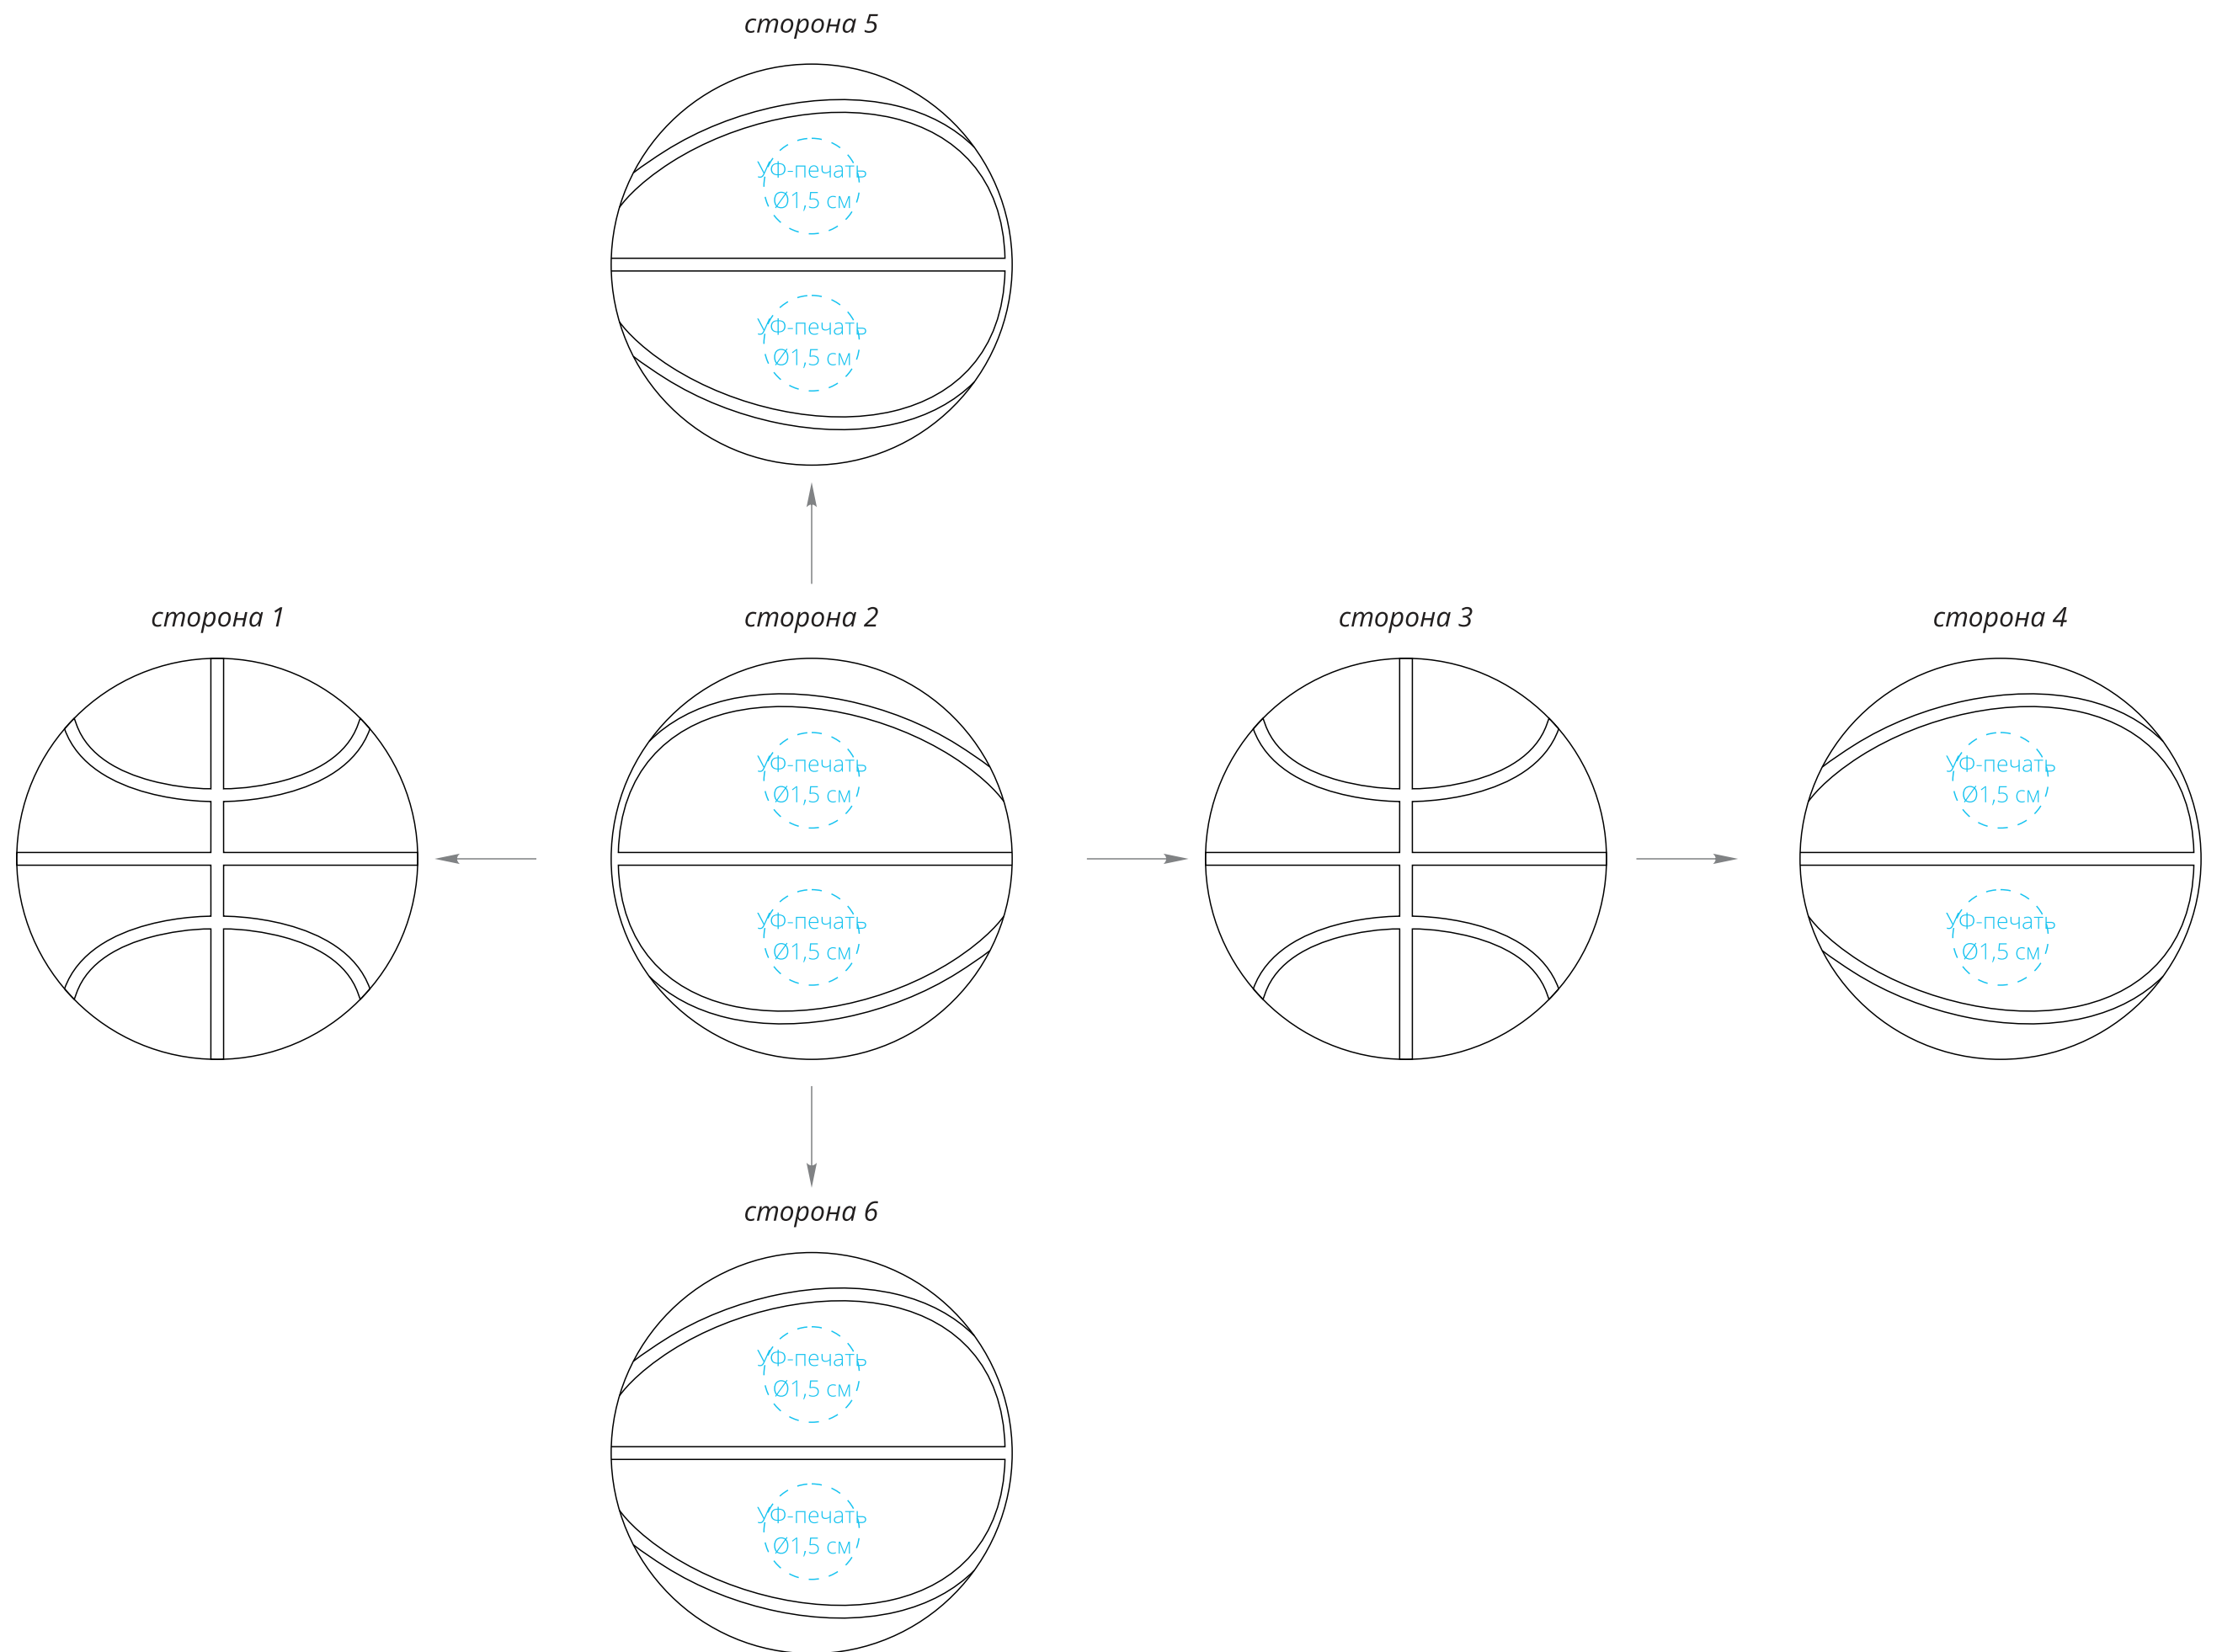 сторона 5
УФ-печать
Ø1,5 см
УФ-печать
Ø1,5 см
сторона 1
сторона 2
сторона 3
сторона 4
УФ-печать
Ø1,5 см
УФ-печать
Ø1,5 см
УФ-печать
Ø1,5 см
УФ-печать
Ø1,5 см
сторона 6
УФ-печать
Ø1,5 см
УФ-печать
Ø1,5 см